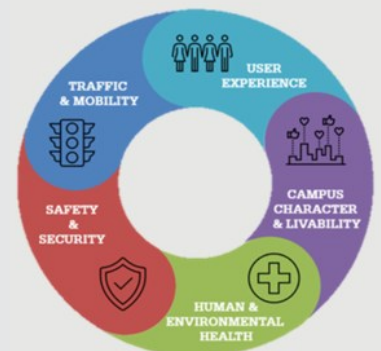 USER
EXPERIENCE
CAMPUS
CHARACTER
& LIVABILITY
HUMAN &
ENVIRONMENTAL
HEALTH
SAFETY
&
SECURITY
TRAFFIC
& MOBILITY